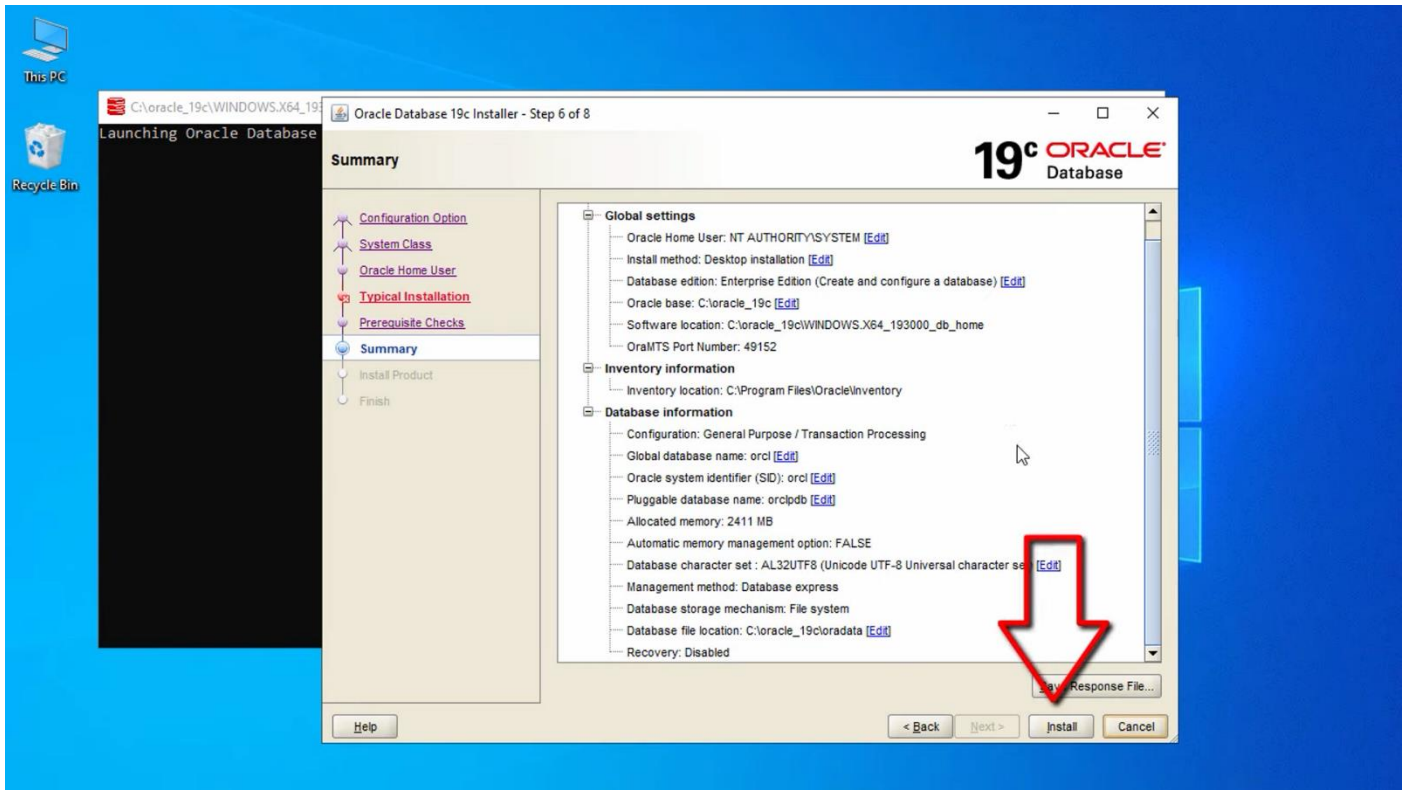 This PC
Recycle Bin
C:\oracle_19c\WINDOWS.X64_193
Launching Oracle Database
Oracle Database 19c Installer - Step 6 of 8
Summary
19c ORACLE
Database
Configuration Option
System Class
Oracle Home User
Typical Installation
Prerequisite Checks
Summary
Install Product
Finish
Global settings
Oracle Home User: NT AUTHORITY\SYSTEM [Edit]
Install method: Desktop installation [Edit]
Database edition: Enterprise Edition (Create and configure a database) [Edit]
Oracle base: C:\oracle_19c [Edit]
Software location: C:\oracle_19c\WINDOWS.X64_193000_db_home
OraMTS Port Number: 49152
Inventory information
Inventory location: C:\Program Files\Oracle\Inventory
Database information
Configuration: General Purpose / Transaction Processing
Global database name: orcl [Edit]
Oracle system identifier (SID): orcl [Edit]
Pluggable database name: orclpdb [Edit]
Allocated memory: 2411 MB
Automatic memory management option: FALSE
Database character set : AL32UTF8 (Unicode UTF-8 Universal character se [Edit]
Management method: Database express
Database storage mechanism: File system
Database file location: C:\oracle_19c\oradata [Edit]
Recovery: Disabled
Response File...
Help
< Back
Next >
Install
Cancel